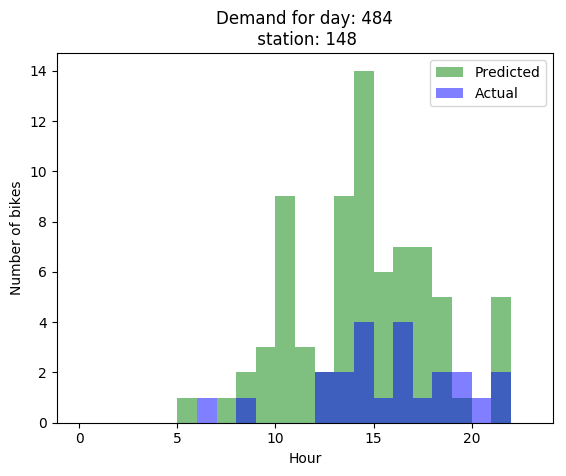 Demand for day: 484
station: 148
Predicted
Actual
Number of bikes
14
12
10
8
6
4
2
0
0 5 10 15 20
Hour